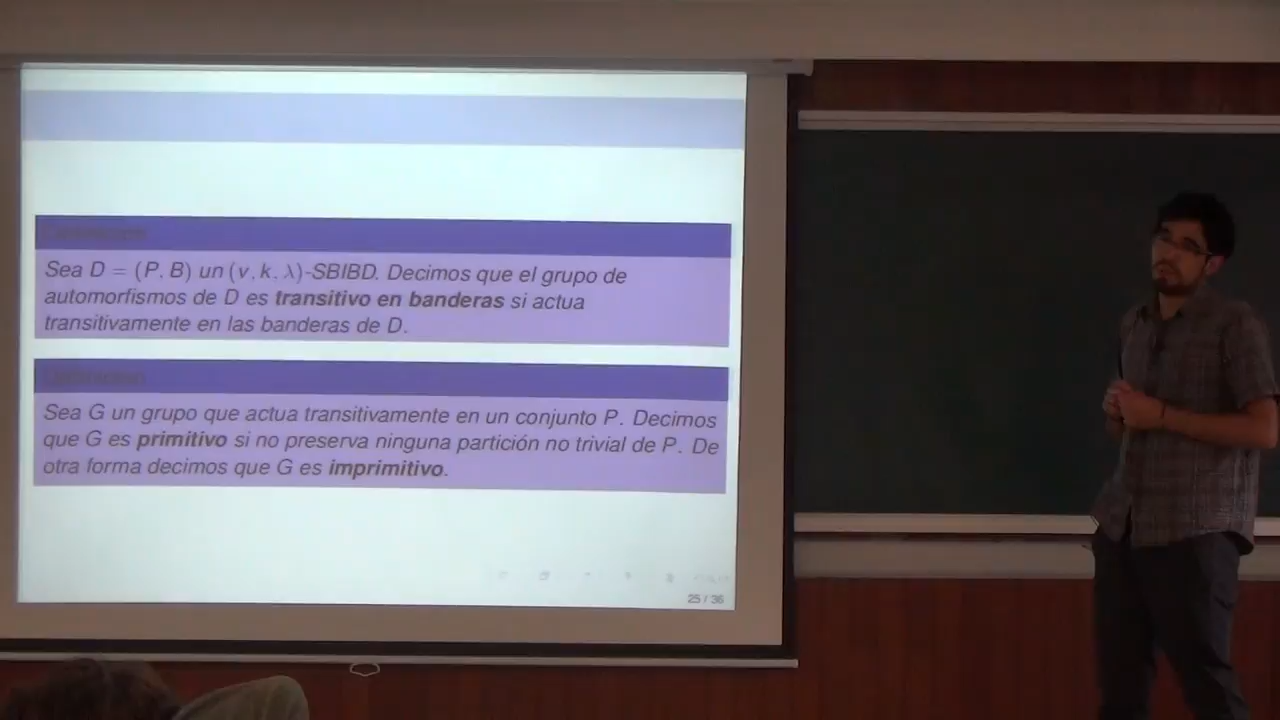 Sea D = (P, B) un (v, k, λ)-SBIBD. Decimos que el grupo de
automorfismos de D es transitivo en banderas si actua
transitivamente en las banderas de D.
Sea G un grupo que actua transitivamente en un conjunto P. Decimos
que G es primitivo si no preserva ninguna partición no trivial de P. De
otra forma decimos que G es imprimitivo.
25 / 36